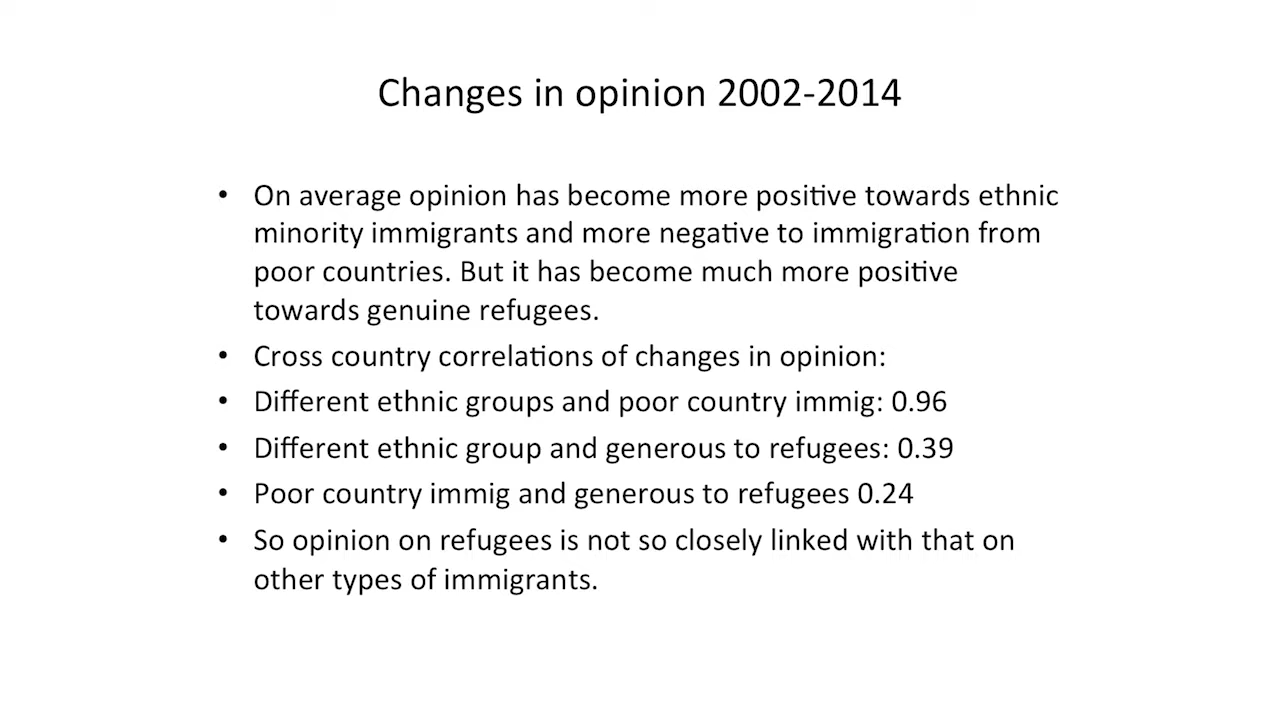 Changes in opinion 2002-2014
• On average opinion has become more positive towards ethnic
minority immigrants and more negative to immigration from
poor countries. But it has become much more positive
towards genuine refugees.
• Cross country correlations of changes in opinion:
• Different ethnic groups and poor country immig: 0.96
• Different ethnic group and generous to refugees: 0.39
• Poor country immig and generous to refugees 0.24
• So opinion on refugees is not so closely linked with that on
other types of immigrants.